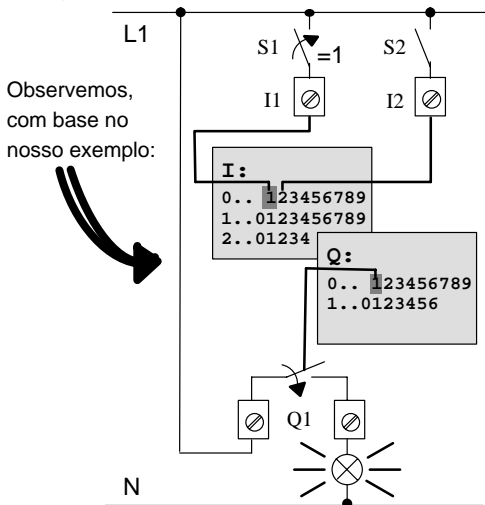 L1
S1
=1
S2
Observemos,
com base no
nosso exemplo:
I1
I2
I:
0.. 123456789
1..0123456789
2..01234
Q:
0.. 123456789
1..0123456
Q1
N